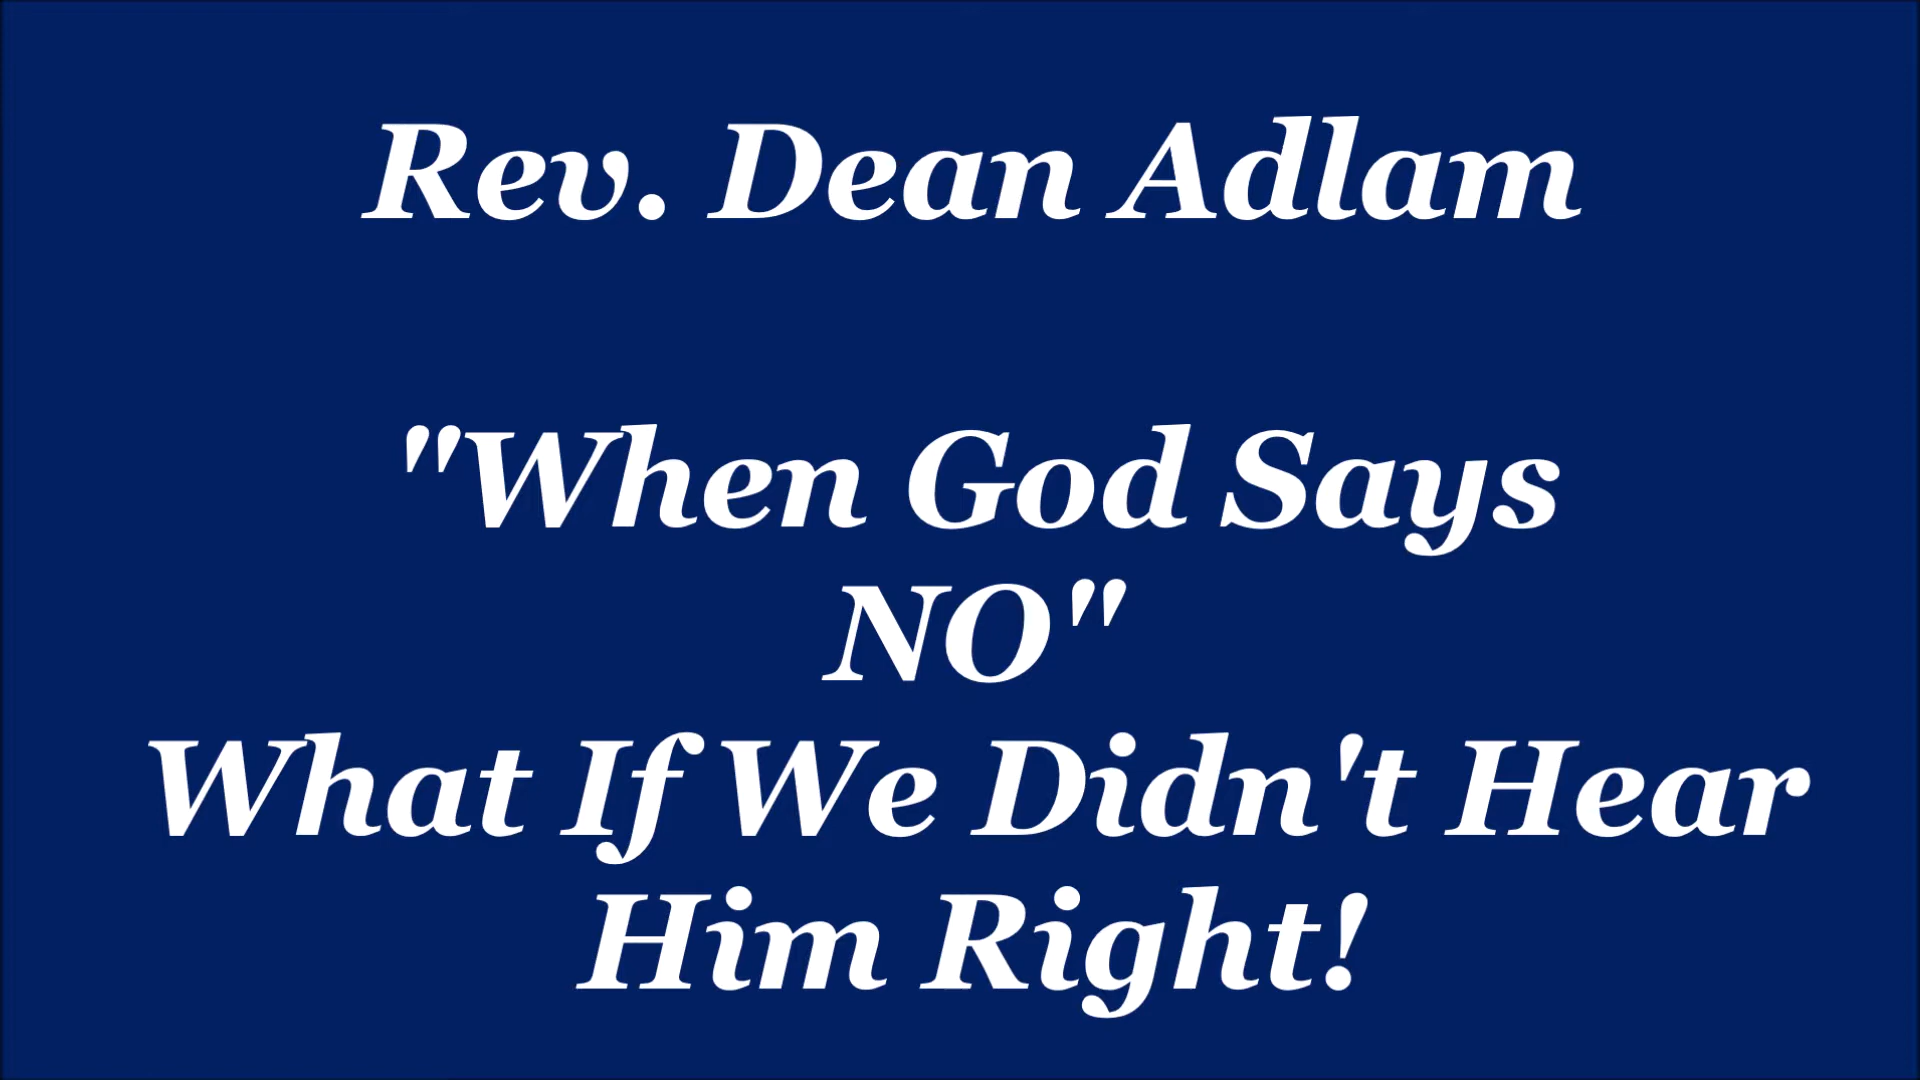 Rev. Dean Adlam
"When God Says
NO"
What If We Didn't Hear
Him Right!